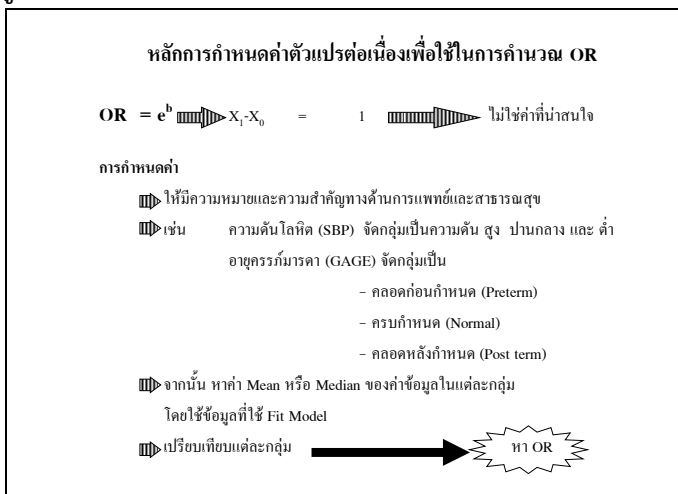 หลักการกำหนดค่าตัวแปรต่อเนื่องเพื่อใช้ในการคำนวณ OR
OR = e^b X₁-X₀ = 1 ไม่ใช่ค่าที่น่าสนใจ
การกำหนดค่า
ให้มีความหมายและความสำคัญทางด้านการแพทย์และสาธารณสุข
เช่น ความดันโลหิต (SBP) จัดกลุ่มเป็นความดัน สูง ปานกลาง และ ต่ำ
อายุครรภ์มารดา (GAGE) จัดกลุ่มเป็น
- คลอดก่อนกำหนด (Preterm)
- ครบกำหนด (Normal)
- คลอดหลังกำหนด (Post term)
จากนั้น หาค่า Mean หรือ Median ของค่าข้อมูลในแต่ละกลุ่ม
โดยใช้ข้อมูลที่ใช้ Fit Model
เปรียบเทียบแต่ละกลุ่ม หา OR